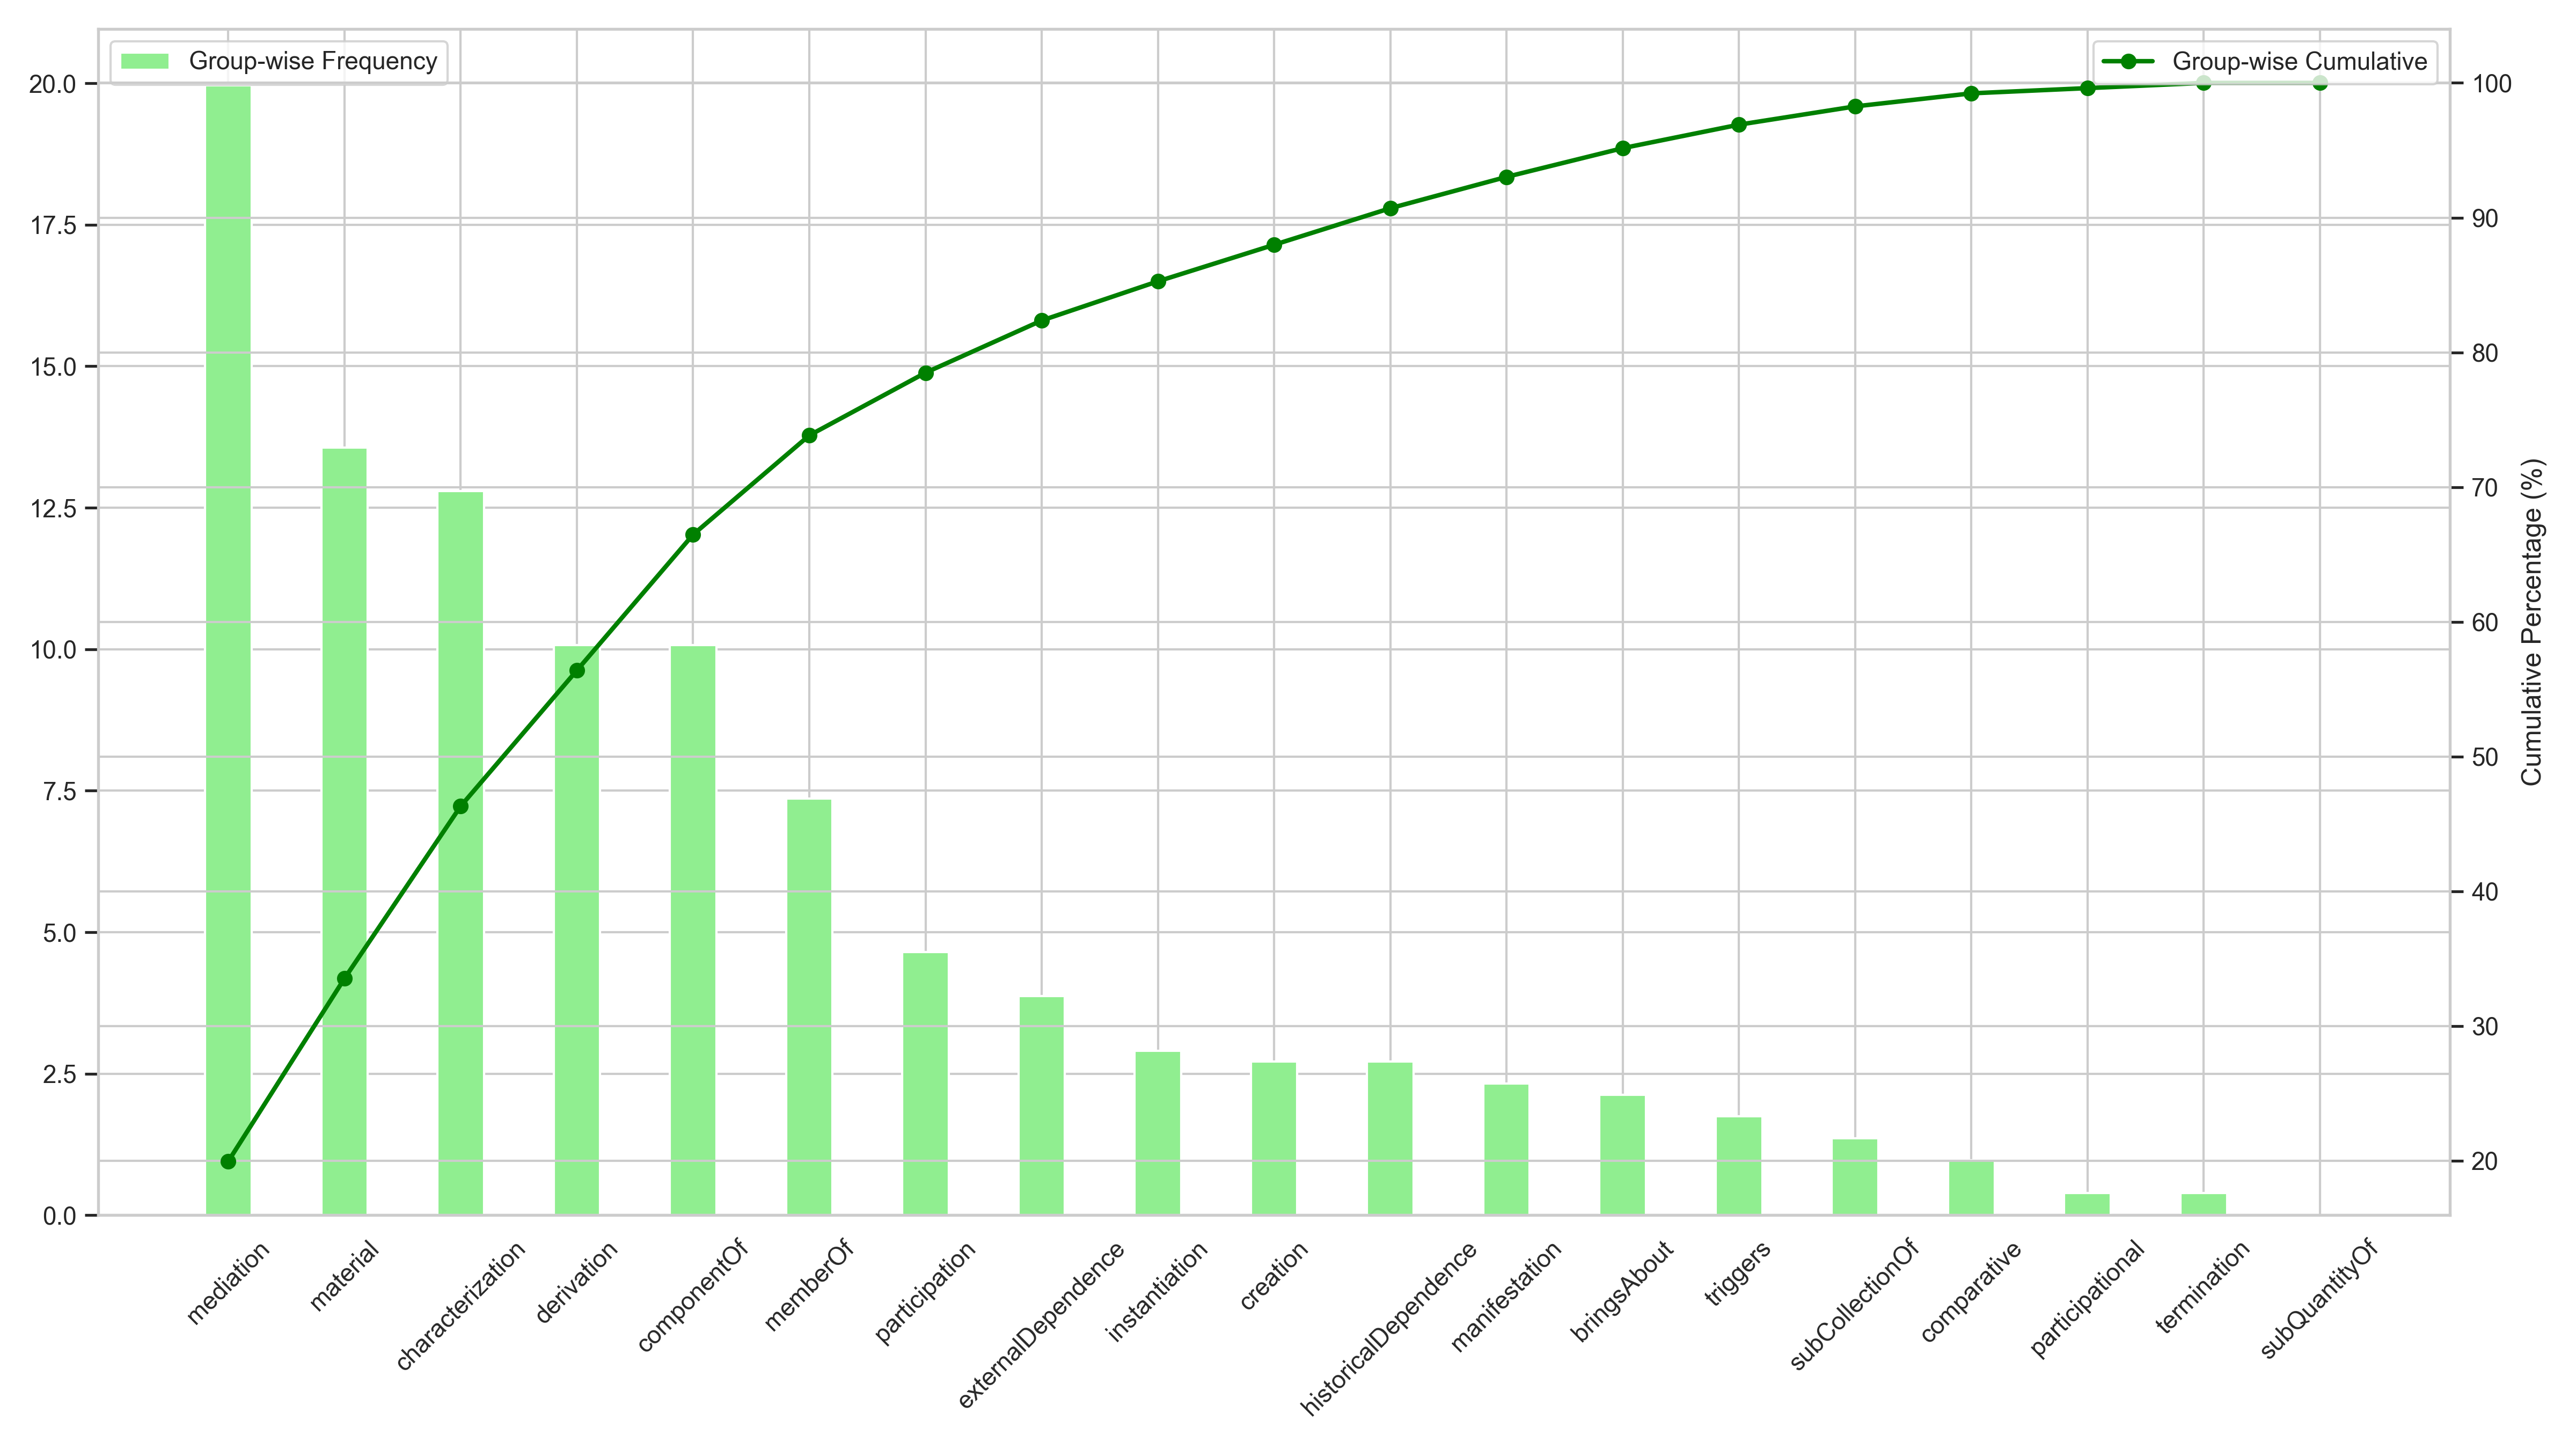 Group-wise Frequency
Group-wise Cumulative
20.0
17.5
15.0
12.5
10.0
7.5
5.0
2.5
0.0
100
90
80
70
60
50
40
30
20
Cumulative Percentage (%)
mediation
material
characterization
derivation
componentOf
memberOf
participation
externalDependence
instantiation
creation
historicalDependence
manifestation
bringsAbout
triggers
subCollectionOf
comparative
participational
termination
subQuantityOf